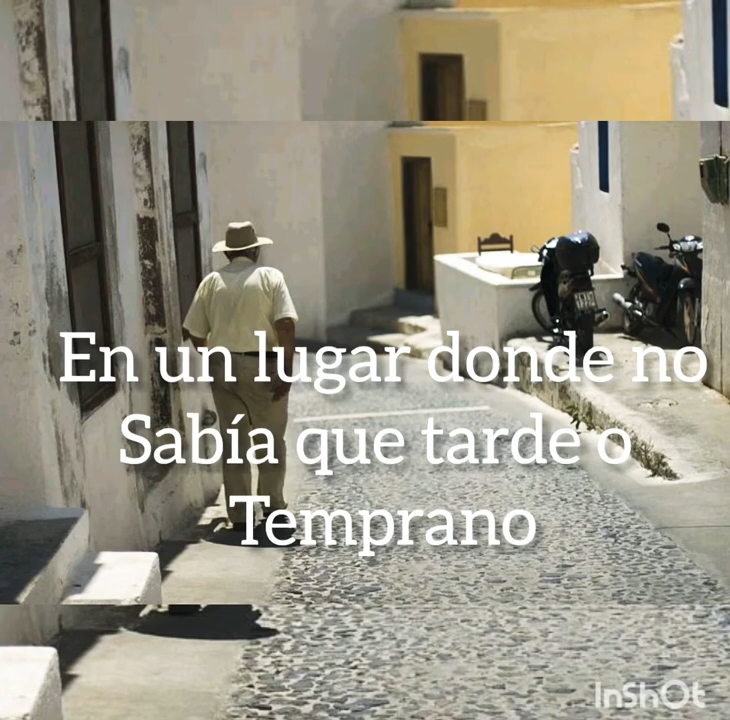 En un lugar donde no
Sabía que tarde o
Temprano
InShOt